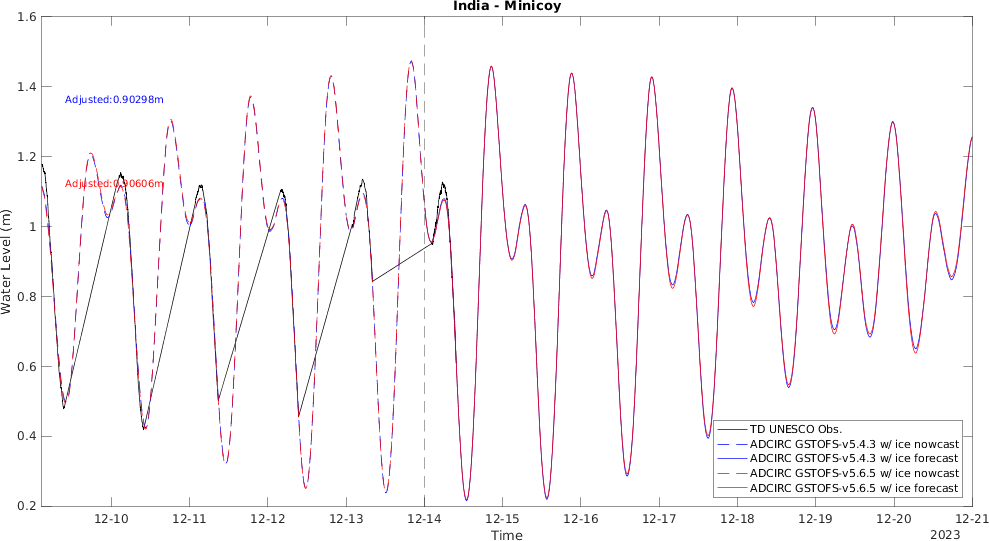 India - Minicoy
1.6
1.4
1.2
1
0.8
0.6
0.4
0.2
Water Level (m)
Adjusted:0.90298m
Adjusted:0.90606m
TD UNESCO Obs.
ADCIRC GSTOFS-v5.4.3 w/ ice nowcast
ADCIRC GSTOFS-v5.4.3 w/ ice forecast
ADCIRC GSTOFS-v5.6.5 w/ ice nowcast
ADCIRC GSTOFS-v5.6.5 w/ ice forecast
12-10 12-11 12-12 12-13 12-14 12-15 12-16 12-17 12-18 12-19 12-20 12-21
Time
2023